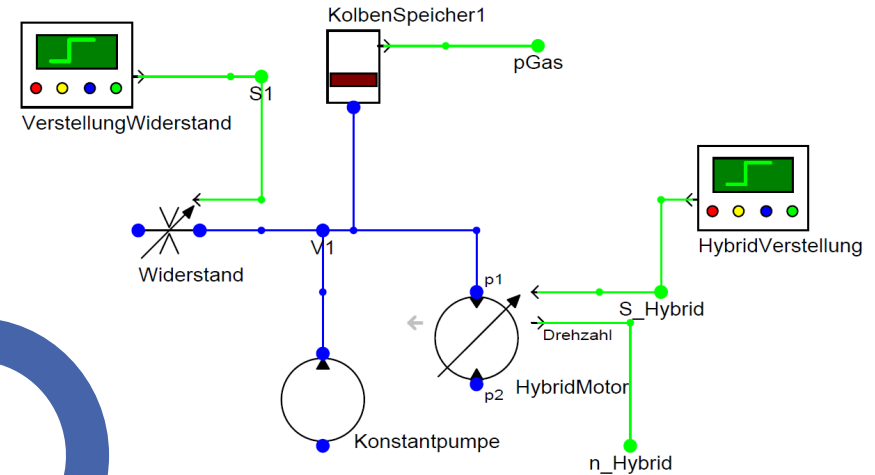 KolbenSpeicher1
pGas
S1
VerstellungWiderstand
HybridVerstellung
V1
Widerstand
p1
S_Hybrid
Drehzahl
HybridMotor
p2
Konstantpumpe
n_Hybrid